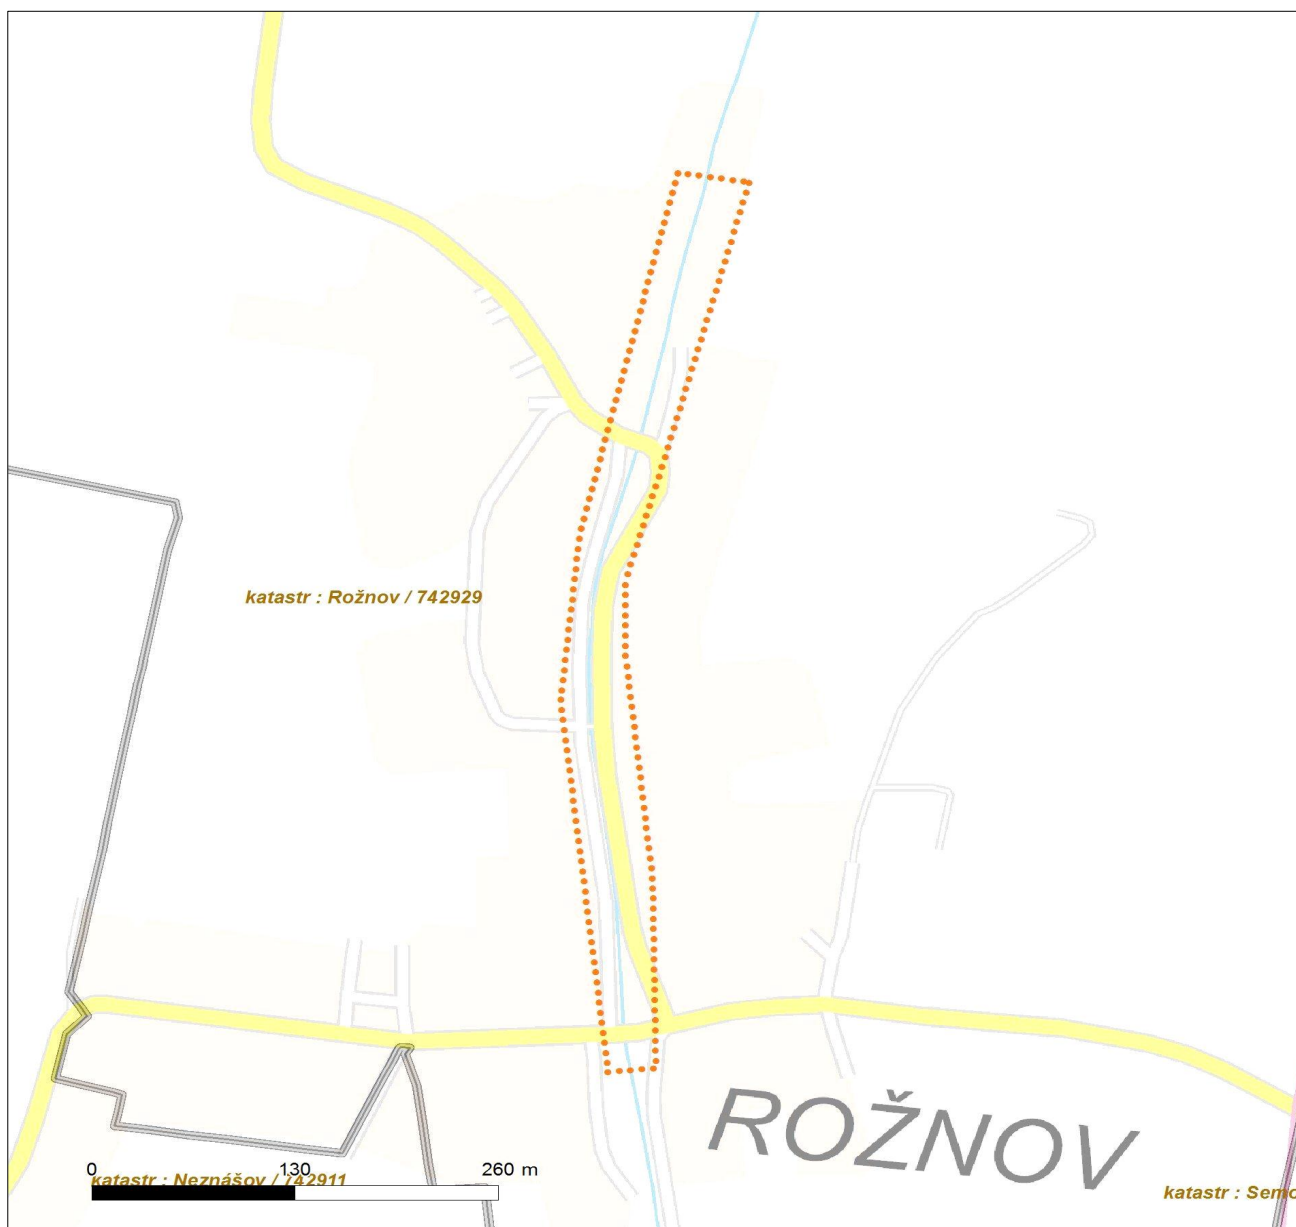 katastr : Rožnov / 742929
ROŽNOV
0 130 260 m
katastr : Neznášov / 742911
katastr : Semo